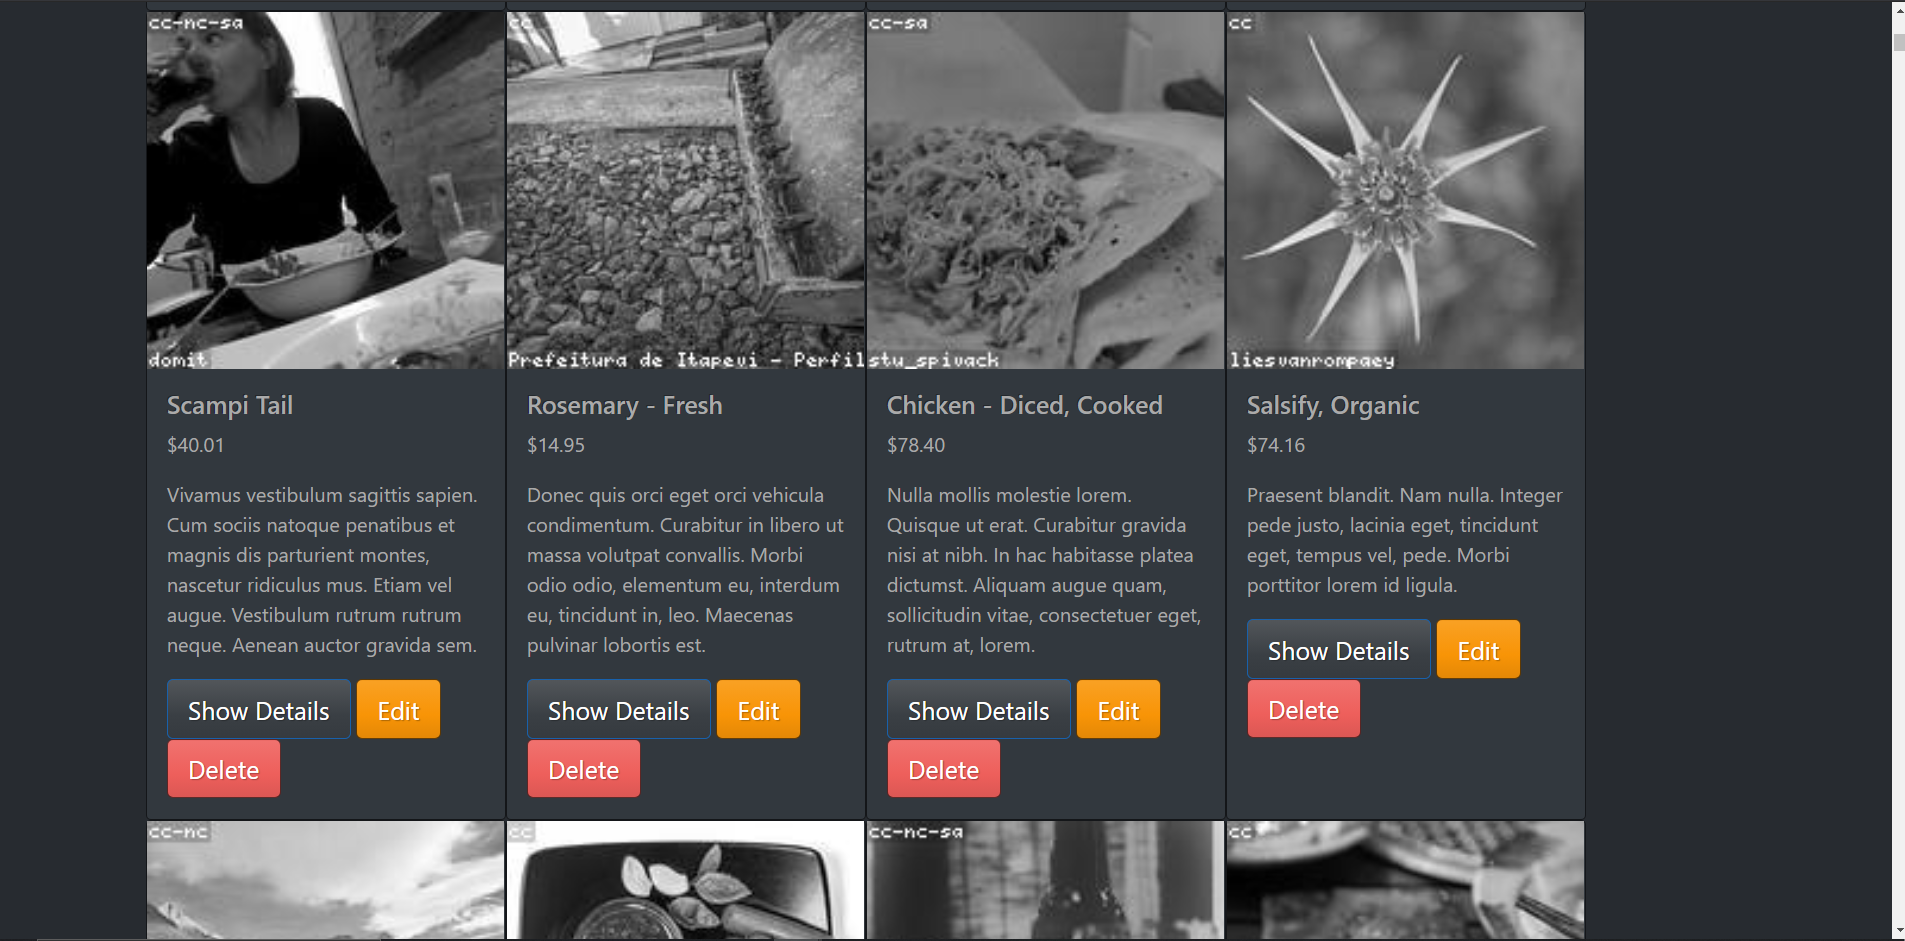 cc-nc-sa
cc
cc-sa
cc
domit
Prefeitura de Itapevi - Perfil
stu_spivack
liesvanrompaey
Scampi Tail
$40.01
Vivamus vestibulum sagittis sapien.
Cum sociis natoque penatibus et
magnis dis parturient montes,
nascetur ridiculus mus. Etiam vel
augue. Vestibulum rutrum rutrum
neque. Aenean auctor gravida sem.
Show Details
Edit
Delete
Rosemary - Fresh
$14.95
Donec quis orci eget orci vehicula
condimentum. Curabitur in libero ut
massa volutpat convallis. Morbi
odio odio, elementum eu, interdum
eu, tincidunt in, leo. Maecenas
pulvinar lobortis est.
Show Details
Edit
Delete
Chicken - Diced, Cooked
$78.40
Nulla mollis molestie lorem.
Quisque ut erat. Curabitur gravida
nisi at nibh. In hac habitasse platea
dictumst. Aliquam augue quam,
sollicitudin vitae, consectetuer eget,
rutrum at, lorem.
Show Details
Edit
Delete
Salsify, Organic
$74.16
Praesent blandit. Nam nulla. Integer
pede justo, lacinia eget, tincidunt
eget, tempus vel, pede. Morbi
porttitor lorem id ligula.
Show Details
Edit
Delete
cc-nc
cc
cc-nc-sa
cc